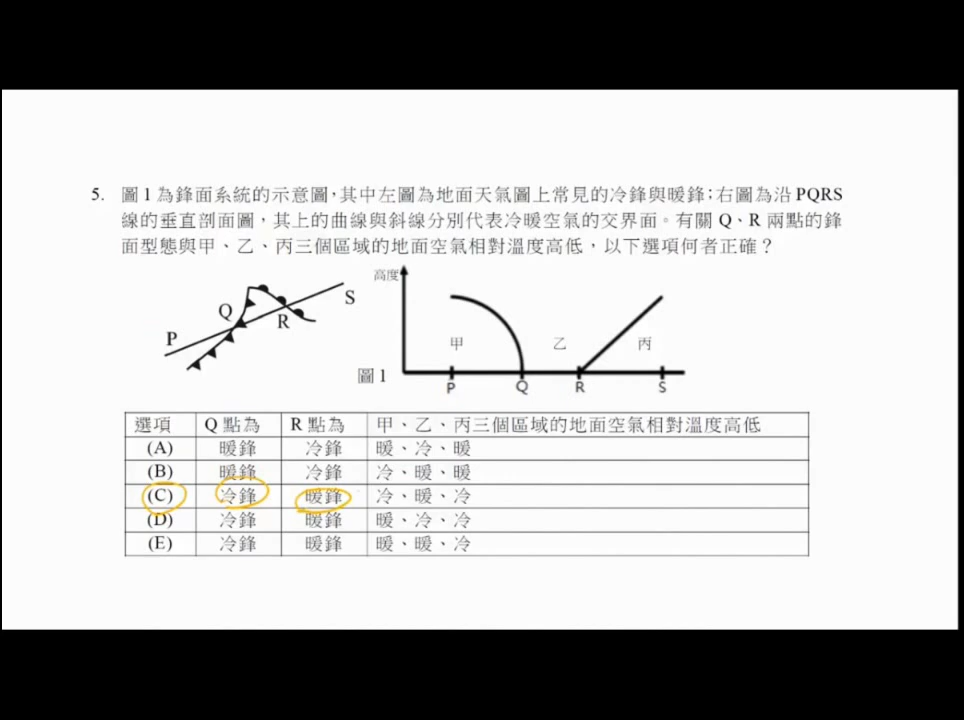 5. 圖1為鋒面系統的示意圖，其中左圖為地面天氣圖上常見的冷鋒與暖鋒；右圖為沿PQRS
線的垂直剖面圖，其上的曲線與斜線分別代表冷暖空氣的交界面。有關Q、R兩點的鋒
面型態與甲、乙、丙三個區域的地面空氣相對溫度高低，以下選項何者正確？
P
Q
R
S
高度
甲
乙
丙
圖1
P Q R S
選項 Q點為 R點為 甲、乙、丙三個區域的地面空氣相對溫度高低
(A) 暖鋒 冷鋒 暖、冷、暖
(B) 暖鋒 冷鋒 冷、暖、暖
(C) 冷鋒 暖鋒 冷、暖、冷
(D) 冷鋒 暖鋒 暖、冷、冷
(E) 冷鋒 暖鋒 暖、暖、冷